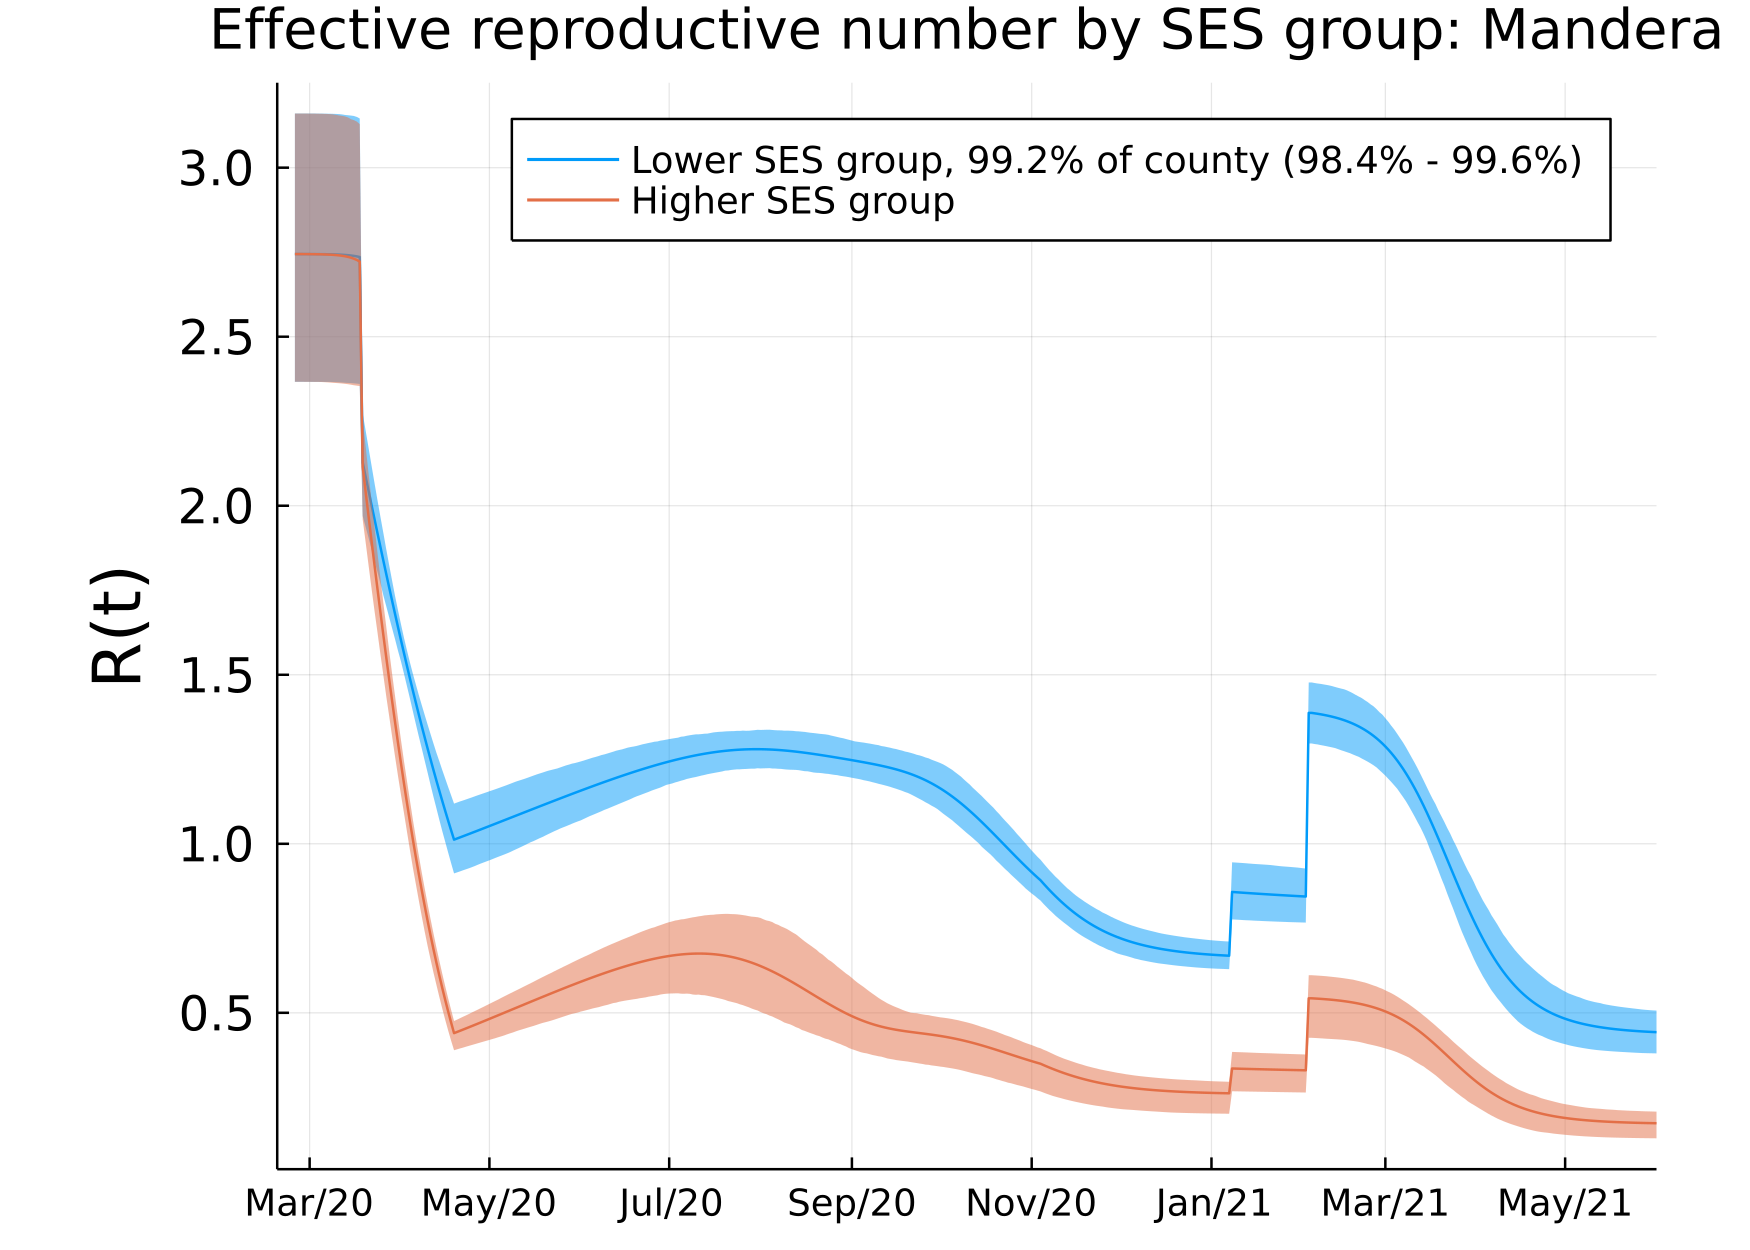 Effective reproductive number by SES group: Mandera
Lower SES group, 99.2% of county (98.4% - 99.6%)
Higher SES group
R(t)
3.0
2.5
2.0
1.5
1.0
0.5
Mar/20 May/20 Jul/20 Sep/20 Nov/20 Jan/21 Mar/21 May/21